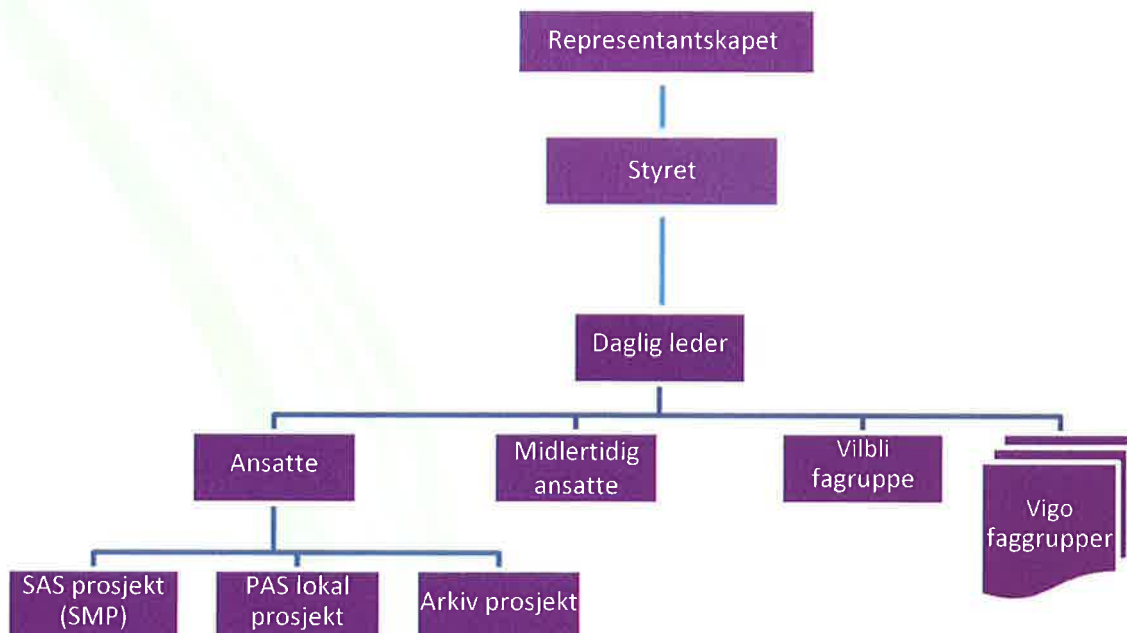 Representantskapet
Styret
Daglig leder
Ansatte
Midlertidig
ansatte
Vilbli
fagruppe
Vigo
faggrupper
SAS prosjekt
(SMP)
PAS lokal
prosjekt
Arkiv prosjekt